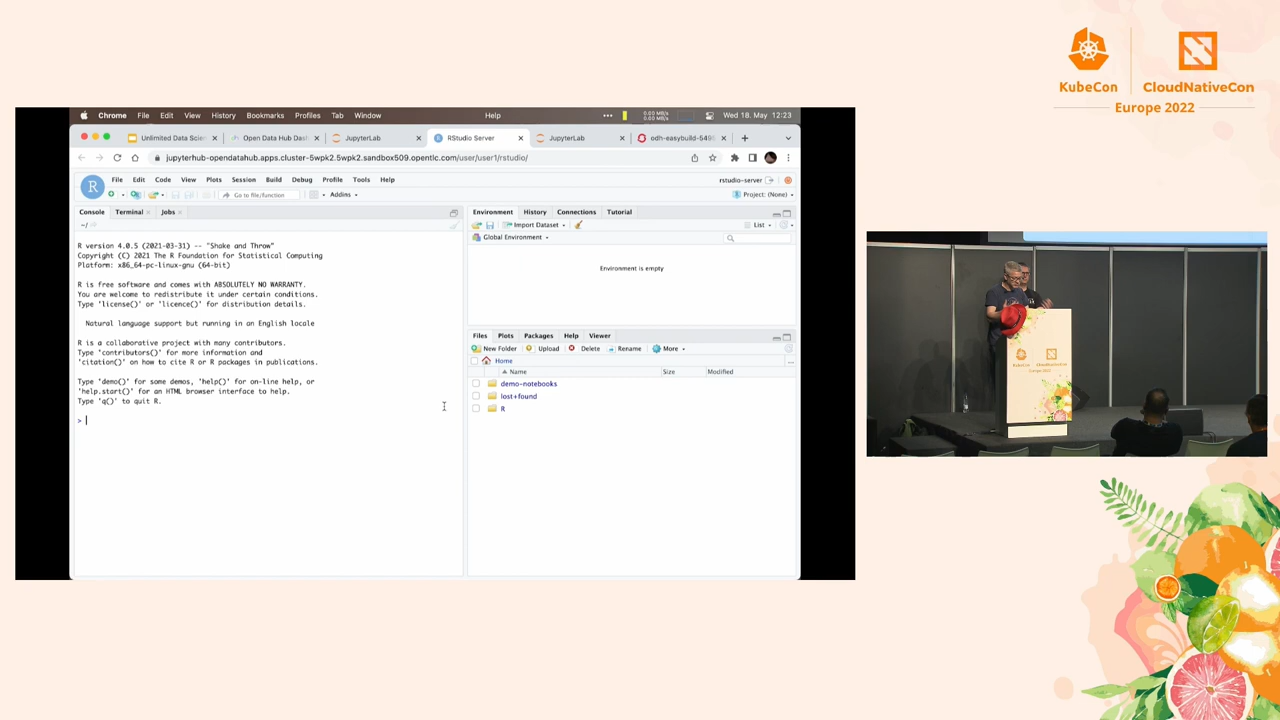 KubeCon
CloudNativeCon
Europe 2022
Chrome File Edit View History Bookmarks Profiles Tab Window Help
Wed 18. May 12:23
Unlimited Data Scien
Open Data Hub Das
JupyterLab
RStudio Server
JupyterLab
odh-easybuild-5495
jupyterhub-opendatahub.apps.cluster-5wpk2.5wpk2.sandbox509.opentlc.com/user/user1/rstudio/
R
File Edit Code View Plots Session Build Debug Profile Tools Help
rstudio-server
Go to file/function
Addins
Project: (None)
Console Terminal Jobs
~/
R version 4.0.5 (2021-03-31) -- "Shake and Throw"
Copyright (C) 2021 The R Foundation for Statistical Computing
Platform: x86_64-pc-linux-gnu (64-bit)
R is free software and comes with ABSOLUTELY NO WARRANTY.
You are welcome to redistribute it under certain conditions.
Type 'license()' or 'licence()' for distribution details.
Natural language support but running in an English locale
R is a collaborative project with many contributors.
Type 'contributors()' for more information and
'citation()' on how to cite R or R packages in publications.
Type 'demo()' for some demos, 'help()' for on-line help, or
'help.start()' for an HTML browser interface to help.
Type 'q()' to quit R.
>
Environment History Connections Tutorial
Import Dataset
List
Global Environment
Environment is empty
Files Plots Packages Help Viewer
New Folder Upload Delete Rename More
Home
Name Size Modified
demo-notebooks
lost+found
R